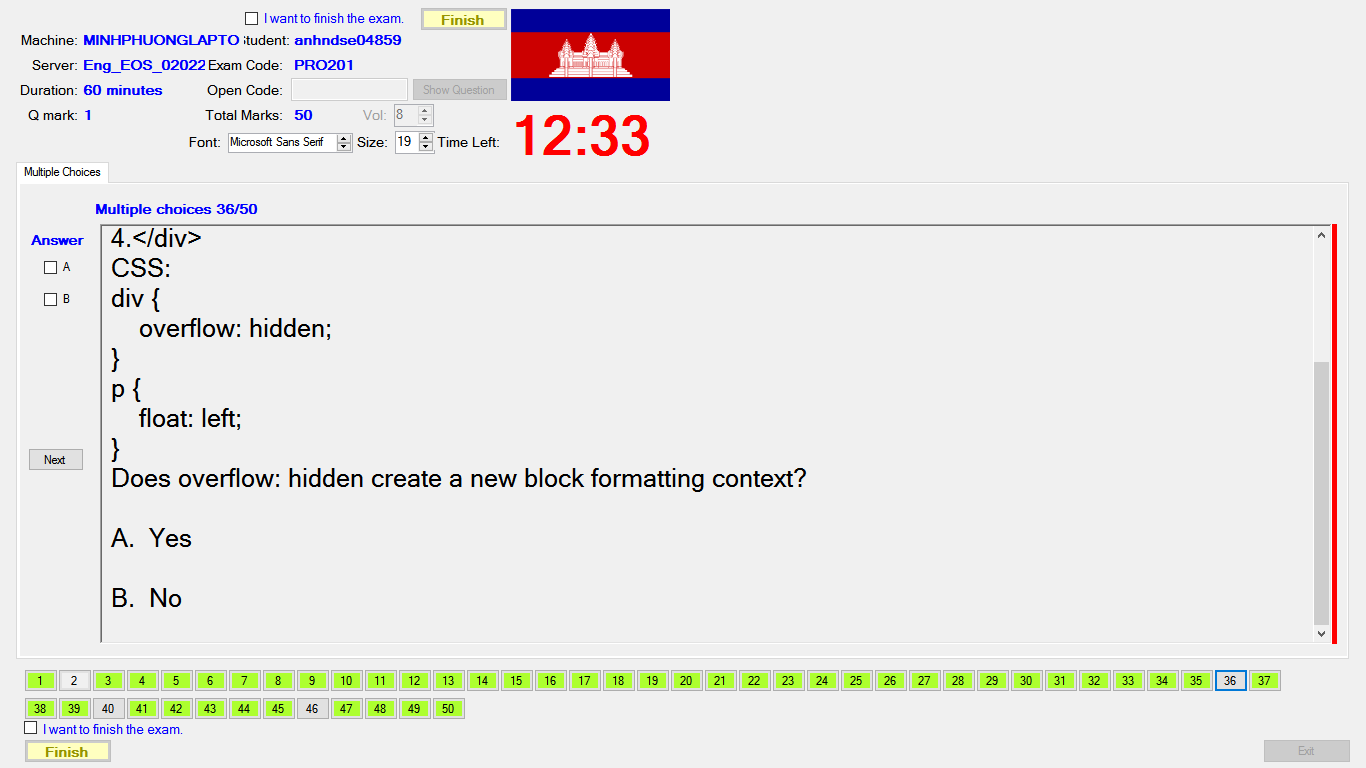 I want to finish the exam.
Finish
Machine: MINHPHUONGLAPTO Student: anhndse04859
Server: Eng_EOS_02022 Exam Code: PRO201
Duration: 60 minutes Open Code: Show Question
Q mark: 1 Total Marks: 50 Vol: 8
Font: Microsoft Sans Serif Size: 19 Time Left: 12:33
Multiple Choices
Multiple choices 36/50
Answer
A
B
Next
4.</div>
CSS:
div {
    overflow: hidden;
}
p {
    float: left;
}
Does overflow: hidden create a new block formatting context?
A.  Yes
B.  No
1 2 3 4 5 6 7 8 9 10 11 12 13 14 15 16 17 18 19 20 21 22 23 24 25 26 27 28 29 30 31 32 33 34 35 36 37
38 39 40 41 42 43 44 45 46 47 48 49 50
I want to finish the exam.
Finish
Exit